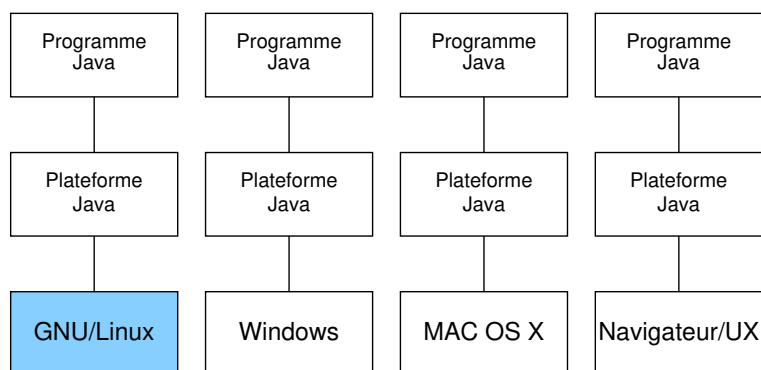 Programme
Java
Programme
Java
Programme
Java
Programme
Java
Plateforme
Java
Plateforme
Java
Plateforme
Java
Plateforme
Java
GNU/Linux
Windows
MAC OS X
Navigateur/UX